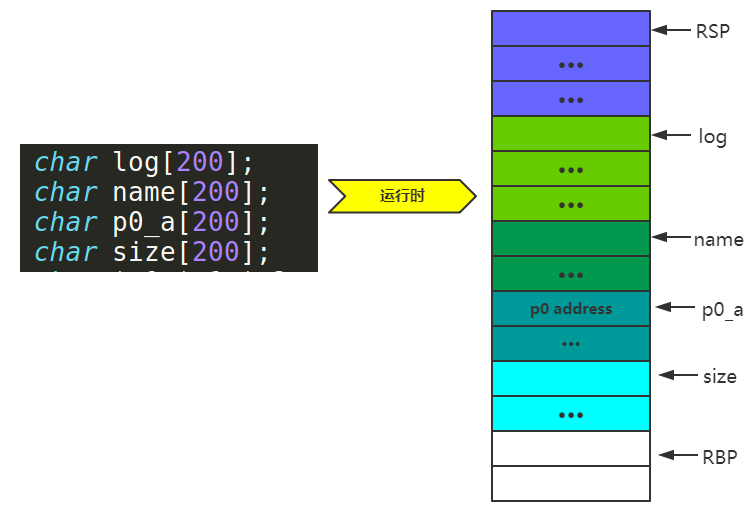 char log[200];
char name[200];
char p0_a[200];
char size[200];
运行时
RSP
•••
•••
log
•••
•••
name
•••
p0 address
p0_a
•••
size
•••
RBP